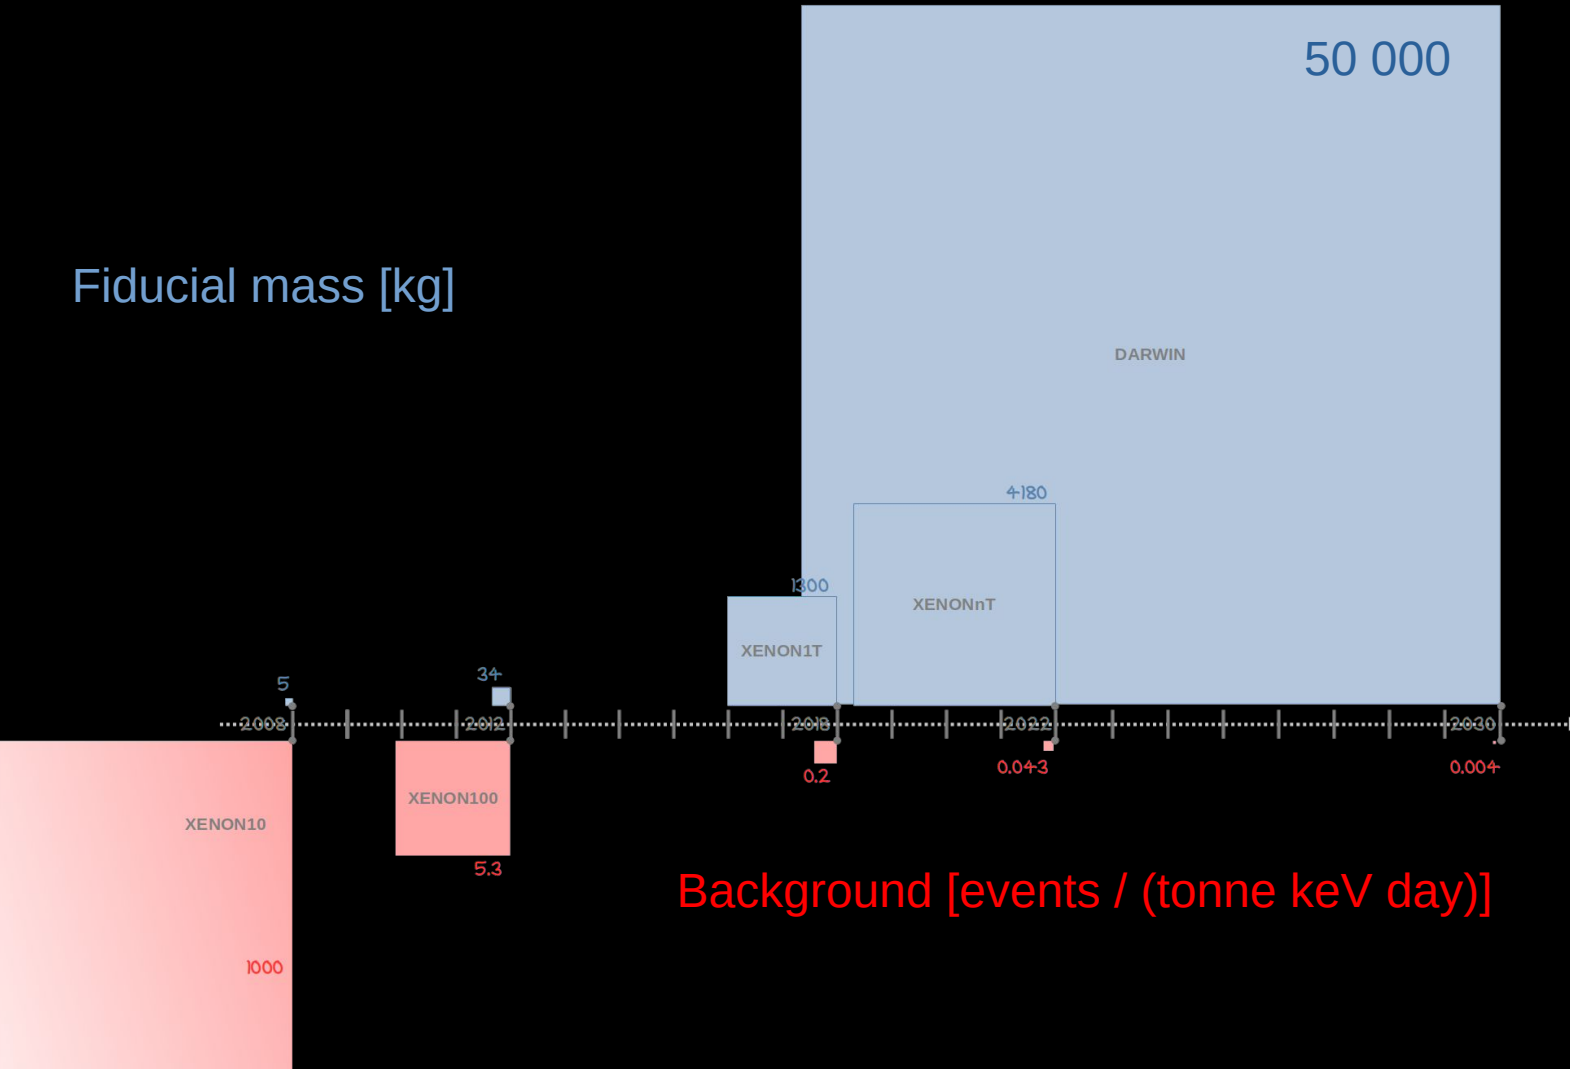 50 000
Fiducial mass [kg]
DARWIN
4180
1300
XENONnT
XENON1T
34
5
2008 2012 2018 2022 2030
0.2
0.043
0.004
XENON100
XENON10
5.3
Background [events / (tonne keV day)]
1000